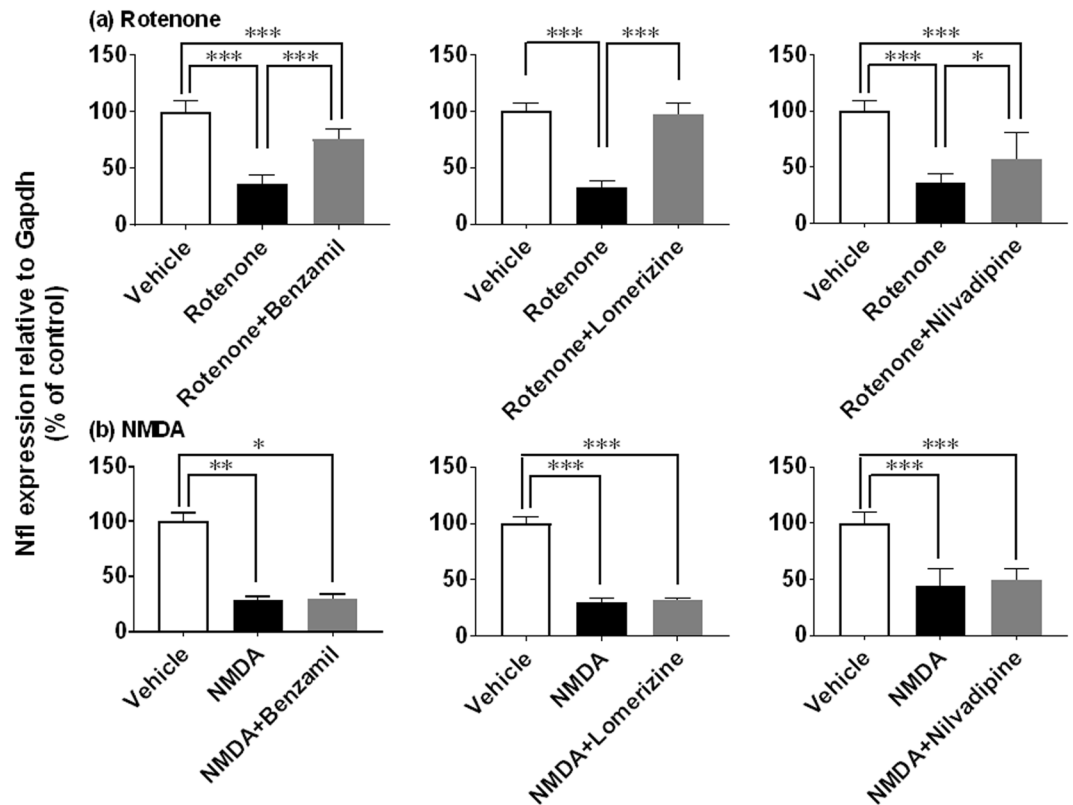 (a) Rotenone
Nfl expression relative to Gapdh
(% of control)
150
100
50
0
***
***
***
Vehicle
Rotenone
Rotenone+Benzamil
150
100
50
0
***
***
Vehicle
Rotenone
Rotenone+Lomerizine
150
100
50
0
***
***
*
Vehicle
Rotenone
Rotenone+Nilvadipine
(b) NMDA
150
100
50
0
*
**
Vehicle
NMDA
NMDA+Benzamil
150
100
50
0
***
***
Vehicle
NMDA
NMDA+Lomerizine
150
100
50
0
***
***
Vehicle
NMDA
NMDA+Nilvadipine